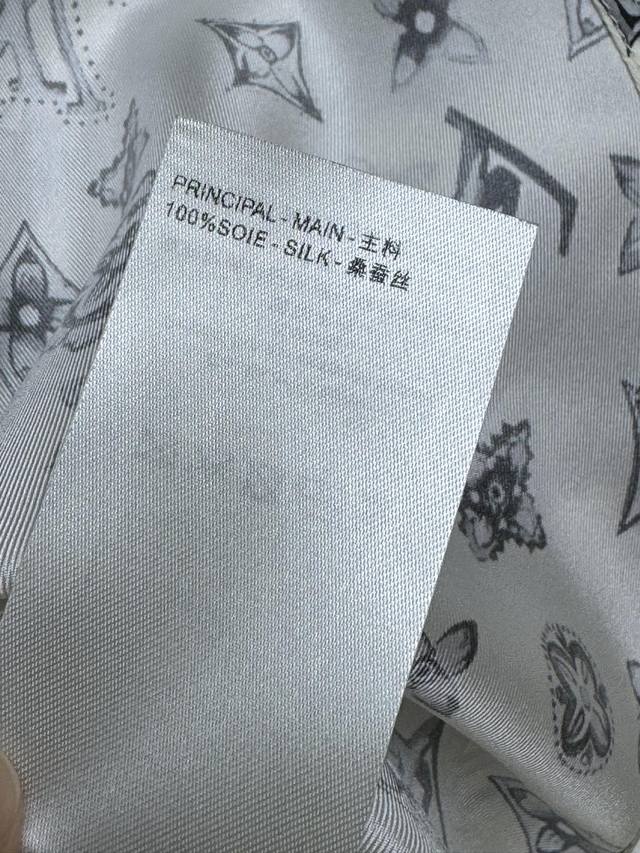 PRINCIPAL - MAIN - 主料
100%SOIE - SILK - 桑蚕丝